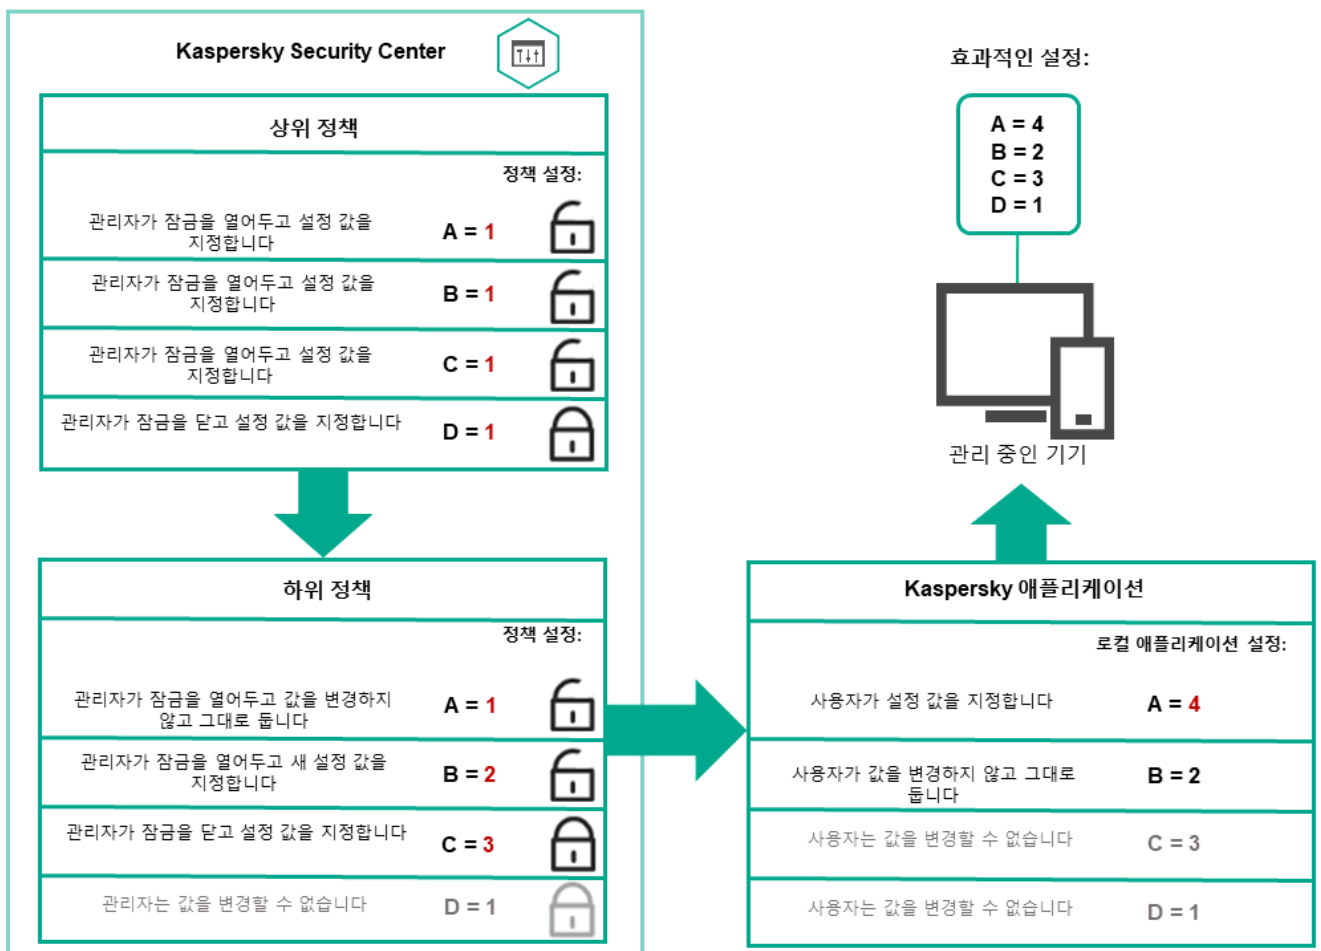 Kaspersky Security Center
상위 정책
정책 설정:
관리자가 잠금을 열어두고 설정 값을
지정합니다
A = 1
관리자가 잠금을 열어두고 설정 값을
지정합니다
B = 1
관리자가 잠금을 열어두고 설정 값을
지정합니다
C = 1
관리자가 잠금을 닫고 설정 값을 지정합니다
D = 1
하위 정책
정책 설정:
관리자가 잠금을 열어두고 값을 변경하지
않고 그대로 둡니다
A = 1
관리자가 잠금을 열어두고 새 설정 값을
지정합니다
B = 2
관리자가 잠금을 닫고 설정 값을 지정합니다
C = 3
관리자는 값을 변경할 수 없습니다
D = 1
Kaspersky 애플리케이션
로컬 애플리케이션 설정:
사용자가 설정 값을 지정합니다
A = 4
사용자가 값을 변경하지 않고 그대로
둡니다
B = 2
사용자는 값을 변경할 수 없습니다
C = 3
사용자는 값을 변경할 수 없습니다
D = 1
효과적인 설정:
A = 4
B = 2
C = 3
D = 1
관리 중인 기기